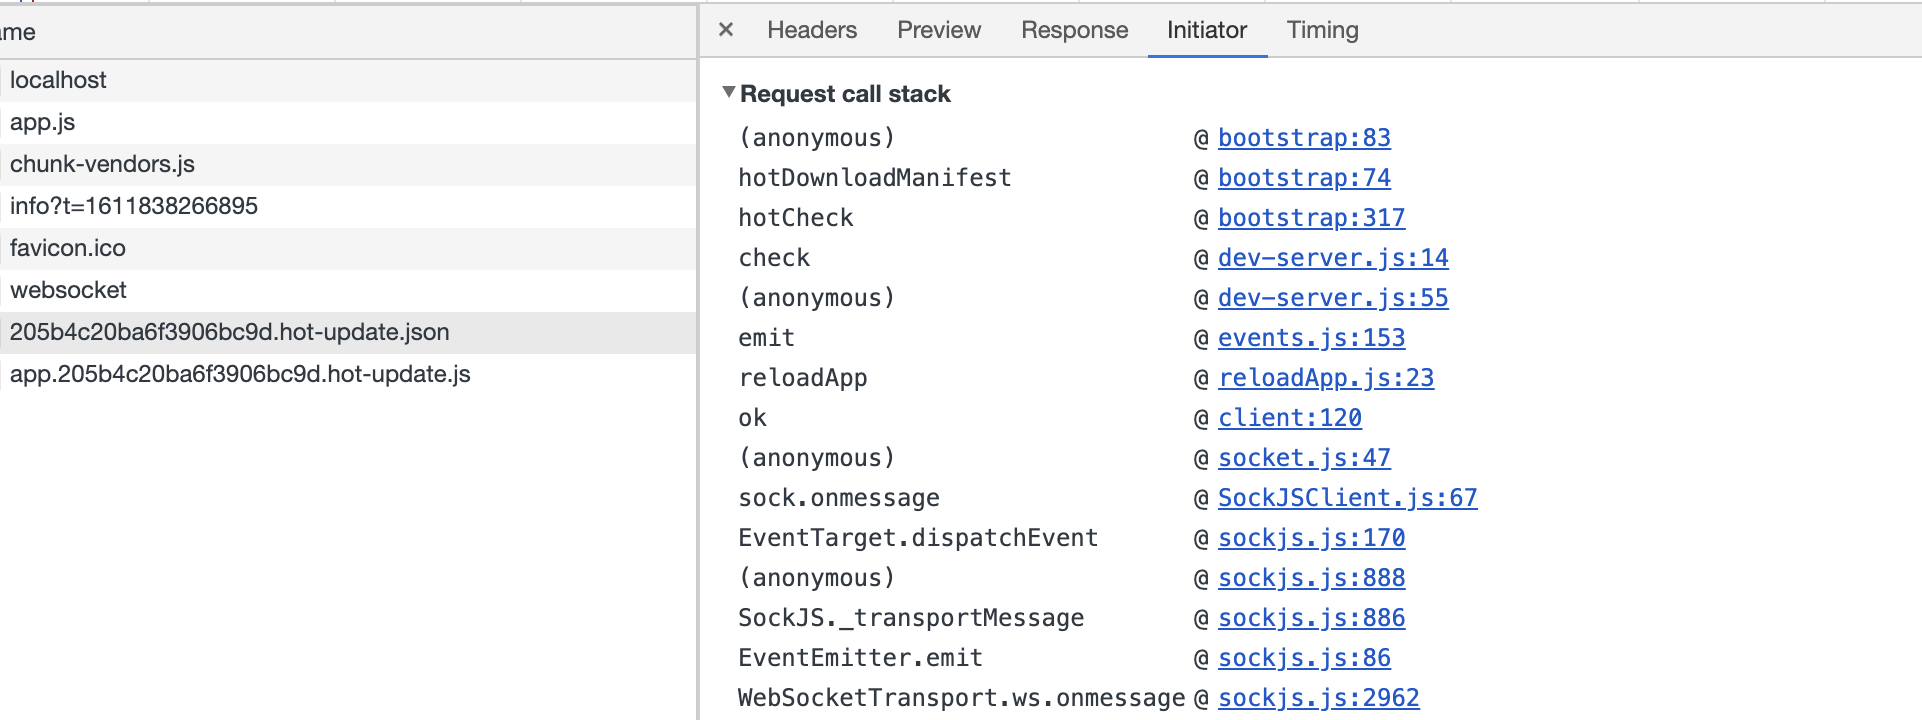 ame
localhost
app.js
chunk-vendors.js
info?t=1611838266895
favicon.ico
websocket
205b4c20ba6f3906bc9d.hot-update.json
app.205b4c20ba6f3906bc9d.hot-update.js
× Headers Preview Response Initiator Timing
▼Request call stack
(anonymous) @ bootstrap:83
hotDownloadManifest @ bootstrap:74
hotCheck @ bootstrap:317
check @ dev-server.js:14
(anonymous) @ dev-server.js:55
emit @ events.js:153
reloadApp @ reloadApp.js:23
ok @ client:120
(anonymous) @ socket.js:47
sock.onmessage @ SockJSClient.js:67
EventTarget.dispatchEvent @ sockjs.js:170
(anonymous) @ sockjs.js:888
SockJS._transportMessage @ sockjs.js:886
EventEmitter.emit @ sockjs.js:86
WebSocketTransport.ws.onmessage @ sockjs.js:2962